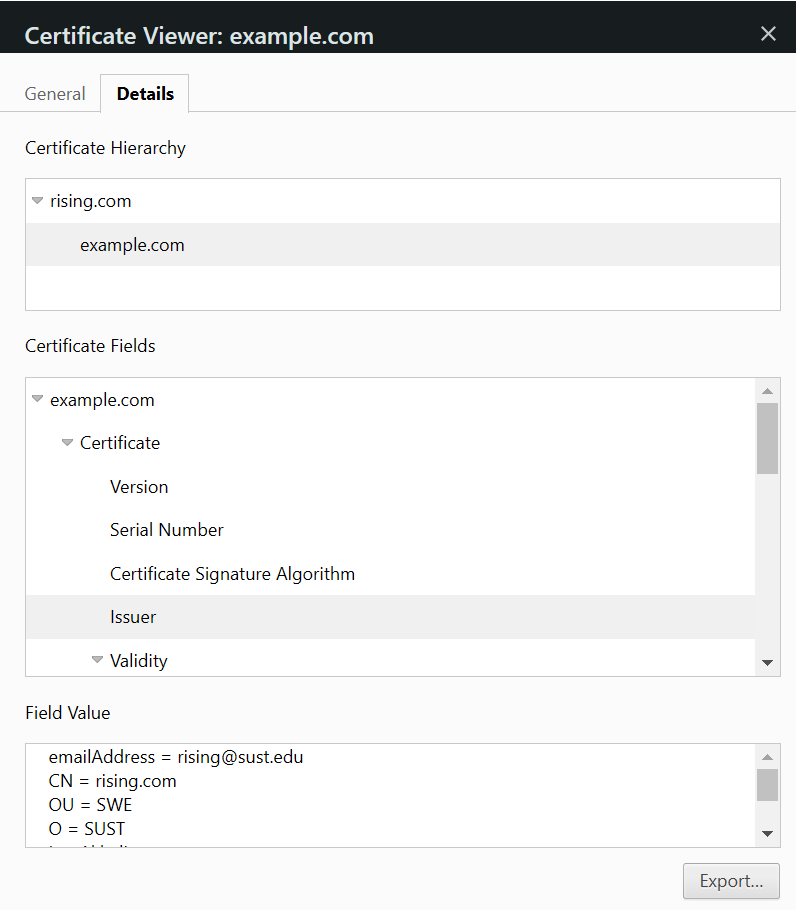 Certificate Viewer: example.com
General
Details
Certificate Hierarchy
rising.com
example.com
Certificate Fields
example.com
Certificate
Version
Serial Number
Certificate Signature Algorithm
Issuer
Validity
Field Value
emailAddress = rising@sust.edu
CN = rising.com
OU = SWE
O = SUST
Export...